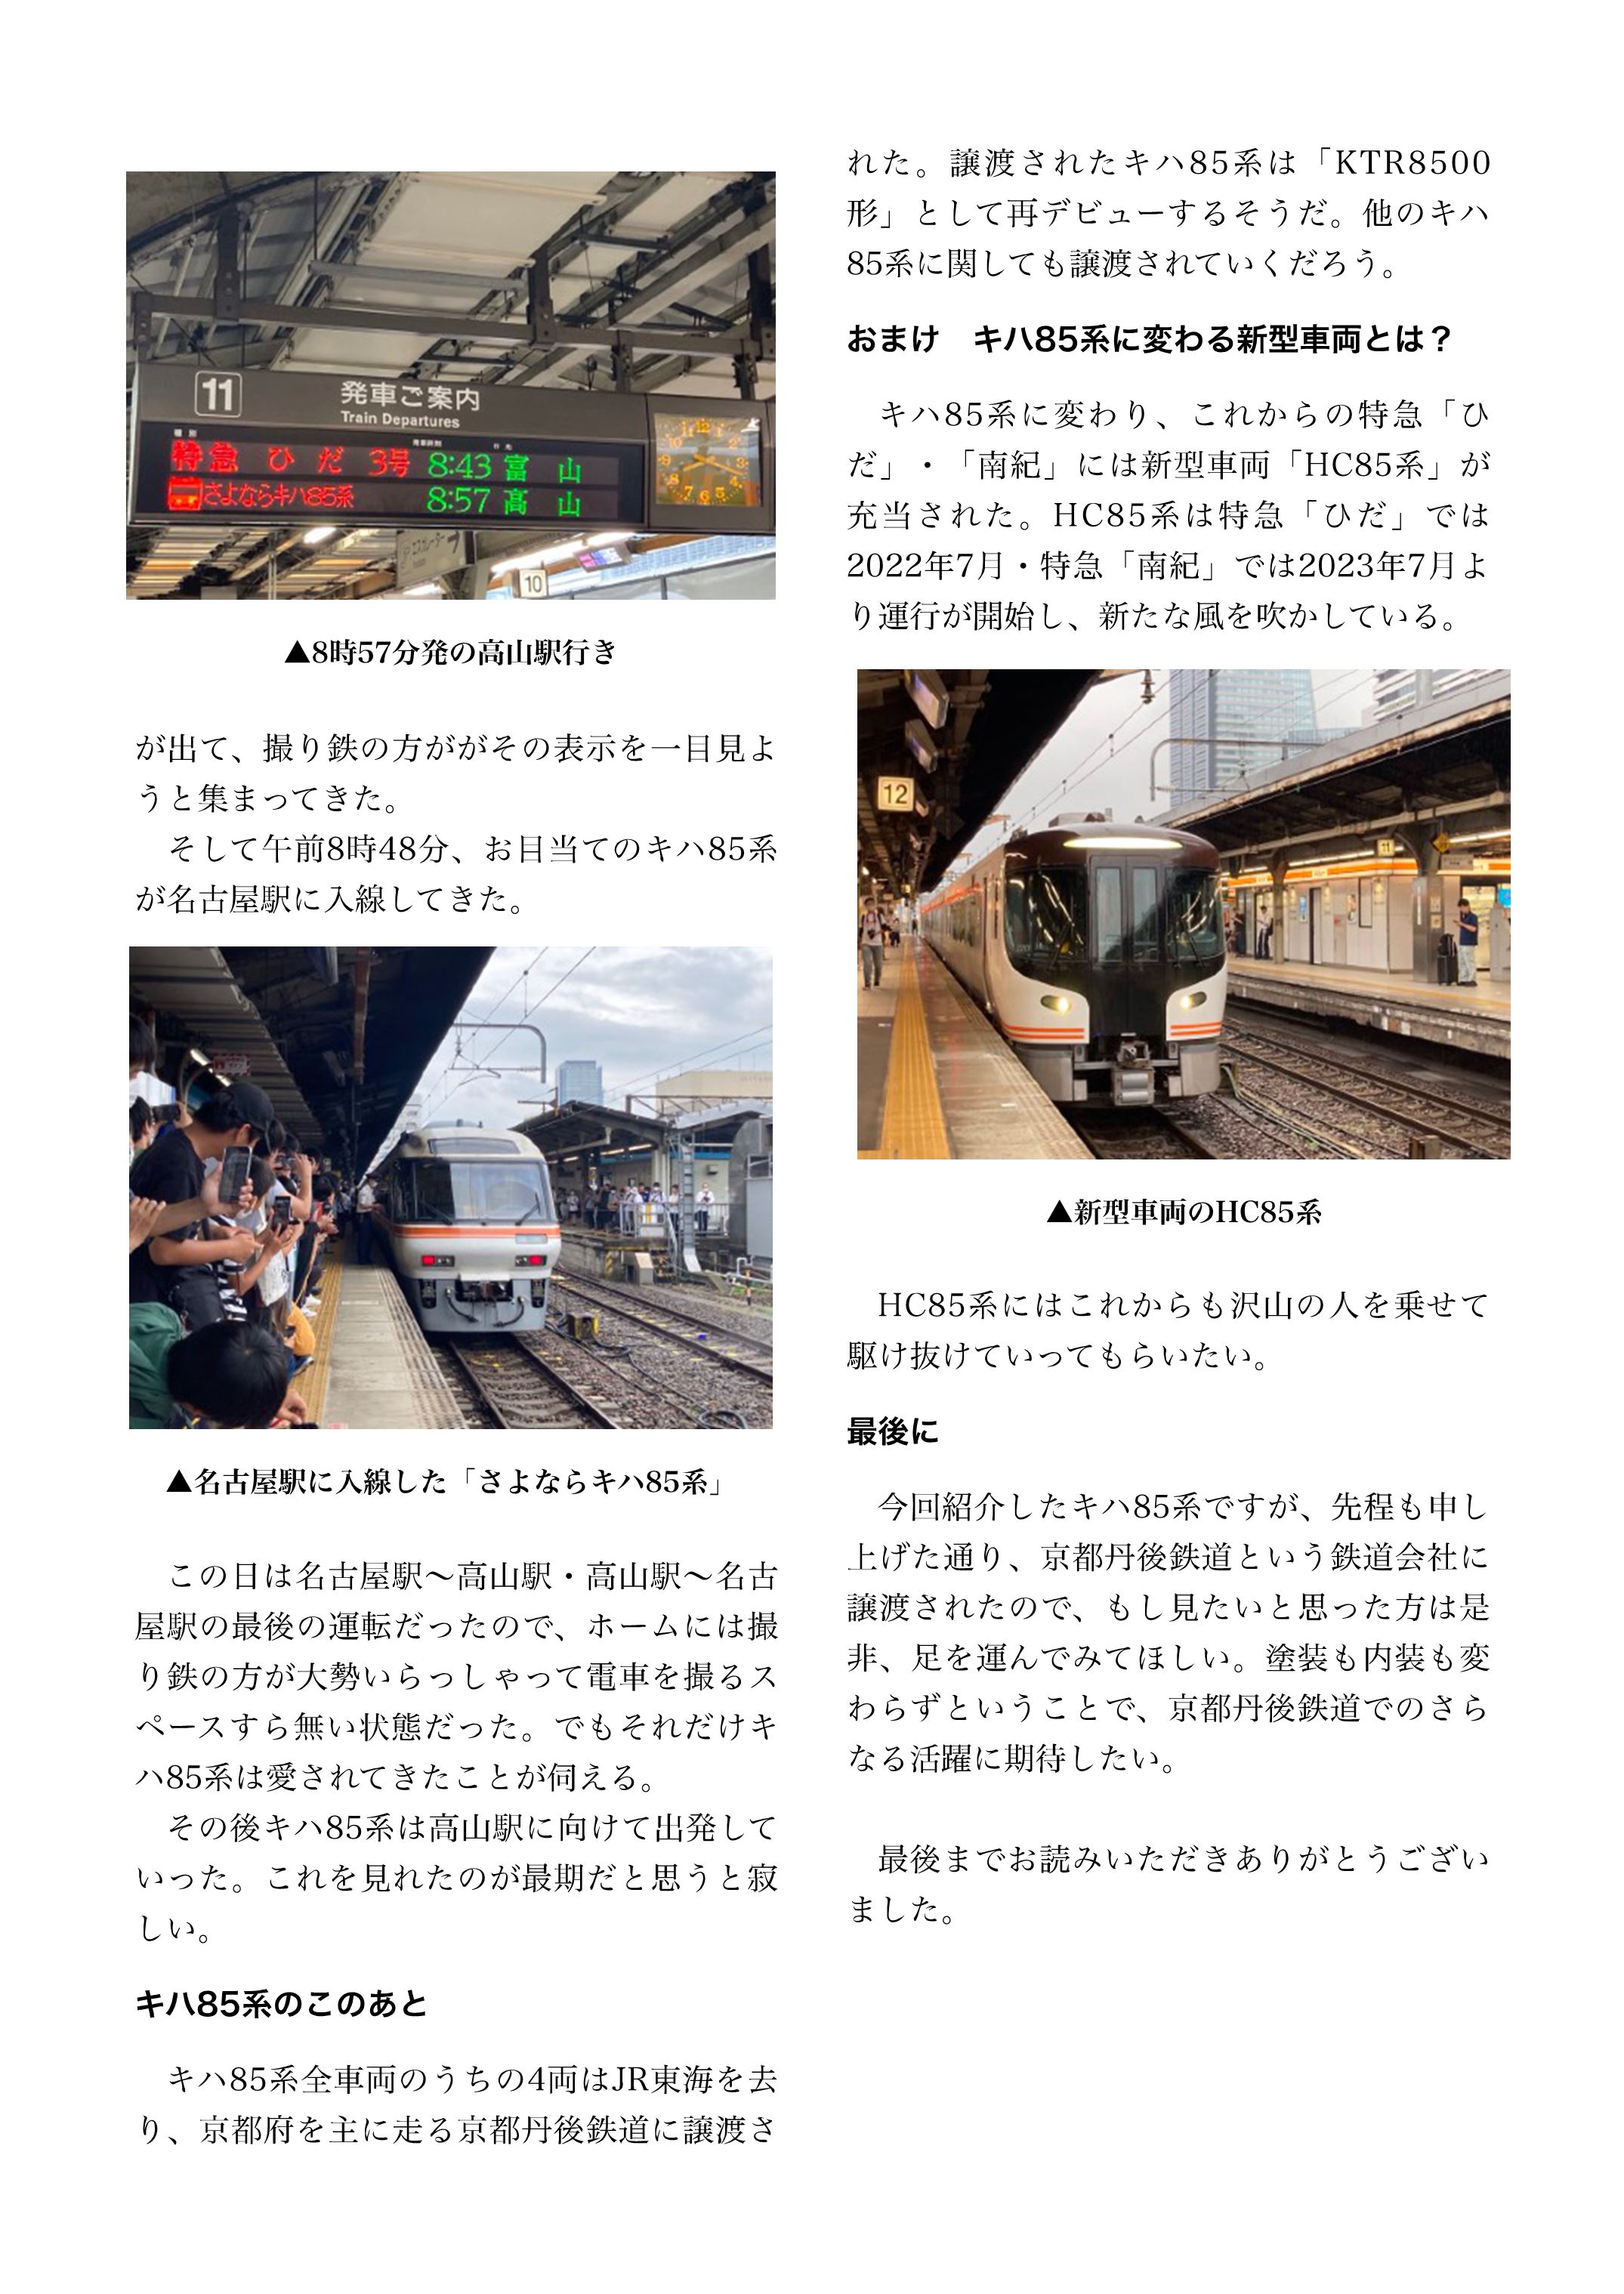 11
発車ご案内
Train Departures
特急 ひだ 3号 8:43 富山
さよならキハ85系 8:57 高山
10
▲8時57分発の高山駅行き
が出て、撮り鉄の方ががその表示を一目見よ
うと集まってきた。
そして午前8時48分、お目当てのキハ85系
が名古屋駅に入線してきた。
▲名古屋駅に入線した「さよならキハ85系」
この日は名古屋駅〜高山駅・高山駅〜名古
屋駅の最後の運転だったので、ホームには撮
り鉄の方が大勢いらっしゃって電車を撮るス
ペースすら無い状態だった。でもそれだけキ
ハ85系は愛されてきたことが伺える。
その後キハ85系は高山駅に向けて出発して
いった。これを見れたのが最期だと思うと寂
しい。
キハ85系のこのあと
キハ85系全車両のうちの4両はJR東海を去
り、京都府を主に走る京都丹後鉄道に譲渡さ
れた。譲渡されたキハ85系は「KTR8500
形」として再デビューするそうだ。他のキハ
85系に関しても譲渡されていくだろう。
おまけ　キハ85系に変わる新型車両とは？
キハ85系に変わり、これからの特急「ひ
だ」・「南紀」には新型車両「HC85系」が
充当された。HC85系は特急「ひだ」では
2022年7月・特急「南紀」では2023年7月よ
り運行が開始し、新たな風を吹かしている。
12
11
▲新型車両のHC85系
HC85系にはこれからも沢山の人を乗せて
駆け抜けていってもらいたい。
最後に
今回紹介したキハ85系ですが、先程も申し
上げた通り、京都丹後鉄道という鉄道会社に
譲渡されたので、もし見たいと思った方は是
非、足を運んでみてほしい。塗装も内装も変
わらずということで、京都丹後鉄道でのさら
なる活躍に期待したい。
最後までお読みいただきありがとうござい
ました。